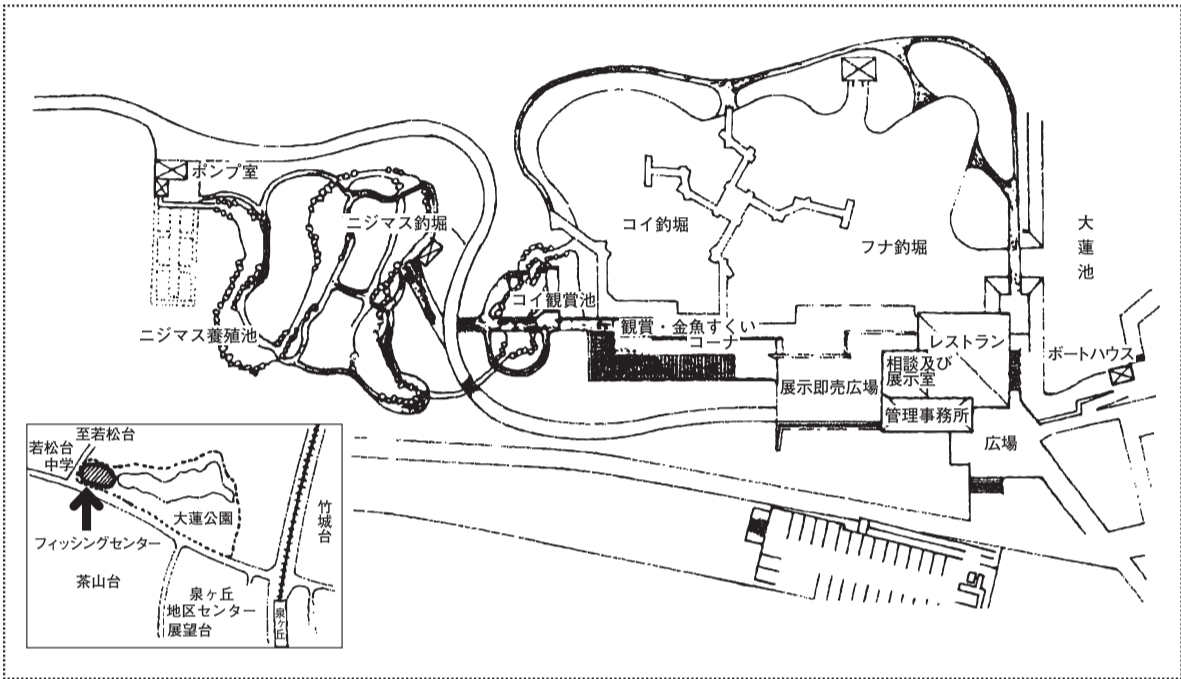 ポンプ室
ニジマス釣堀
ニジマス養殖池
コイ釣堀
フナ釣堀
大蓮池
コイ観賞池
観賞・金魚すくい
コーナ
レストラン
ボートハウス
相談及び
展示室
展示即売広場
管理事務所
広場
至若松台
若松台
中学
大蓮公園
竹城台
フィッシングセンター
茶山台
泉ヶ丘
地区センター
展望台
泉ヶ丘